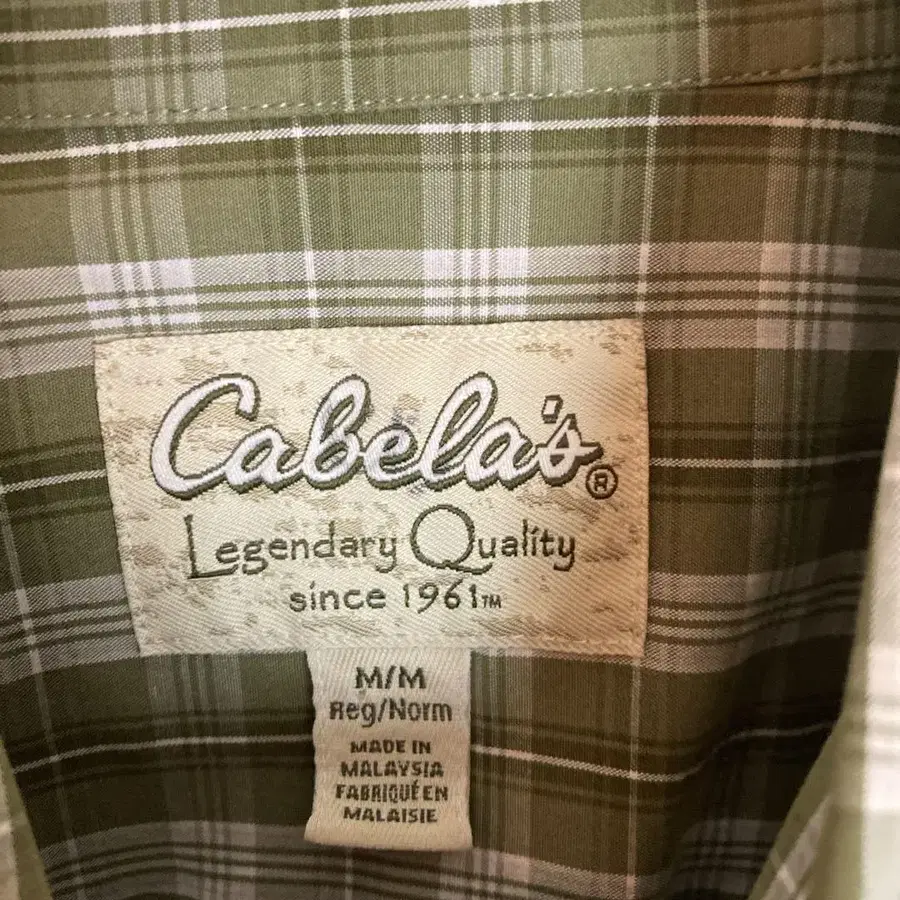 Cabela's®
Legendary Quality
since 1961™
M/M
Reg/Norm
MADE IN
MALAYSIA
FABRIQUÉ EN
MALAISIE